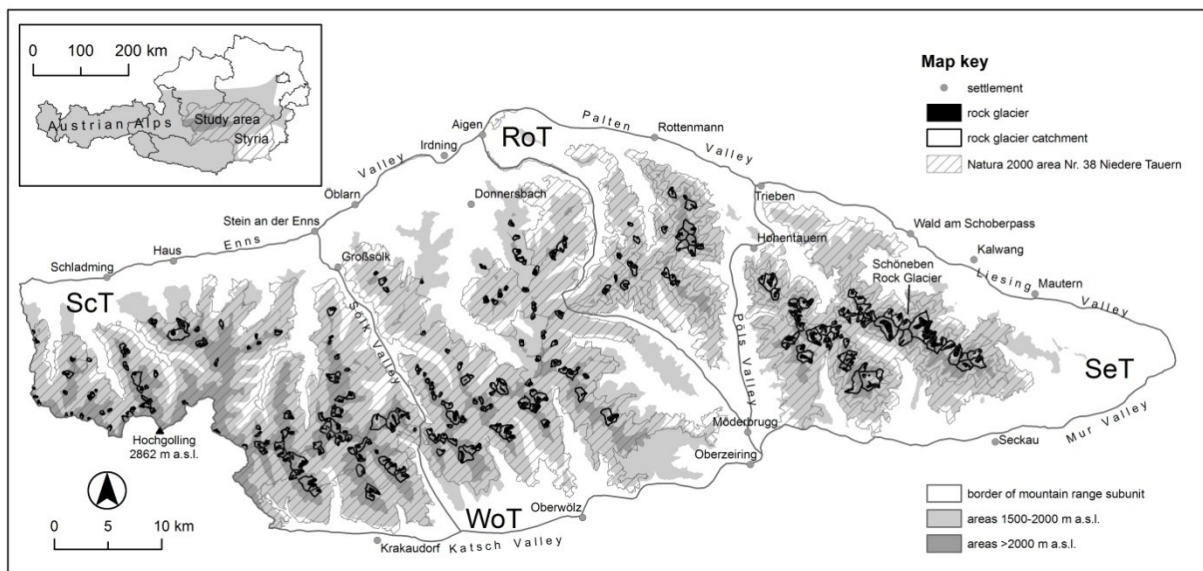 0 100 200 km
Austrian Alps
Study area
Styria
Map key
settlement
rock glacier
rock glacier catchment
Natura 2000 area Nr. 38 Niedere Tauern
Aigen
Irdning
RoT
Palten
Valley
Rottenmann
Valley
Öblarn
Donnersbach
Trieben
Stein an der Enns
Hohentauern
Wald am Schoberpass
Kalwang
Haus
Enns
Großsölk
Schladming
Schöneben
Rock Glacier
Liesing
Mautern
Valley
ScT
Sölk Valley
Pöls Valley
SeT
Hochgolling
2862 m a.s.l.
Möderbrugg
Seckau
Mur Valley
Oberzeiring
0 5 10 km
WoT
Oberwölz
Krakaudorf
Katsch Valley
border of mountain range subunit
areas 1500-2000 m a.s.l.
areas >2000 m a.s.l.